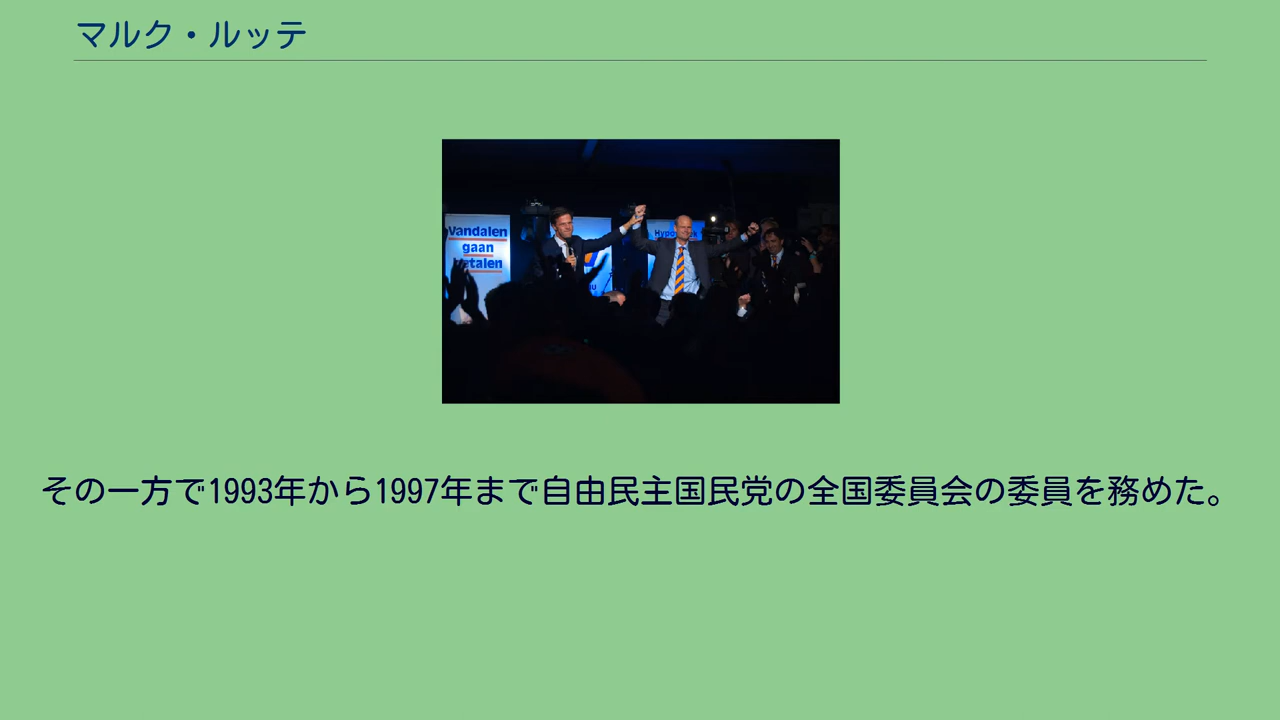 マルク・ルッテ
Vandalen
gaan
betalen
その一方で1993年から1997年まで自由民主国民党の全国委員会の委員を務めた。